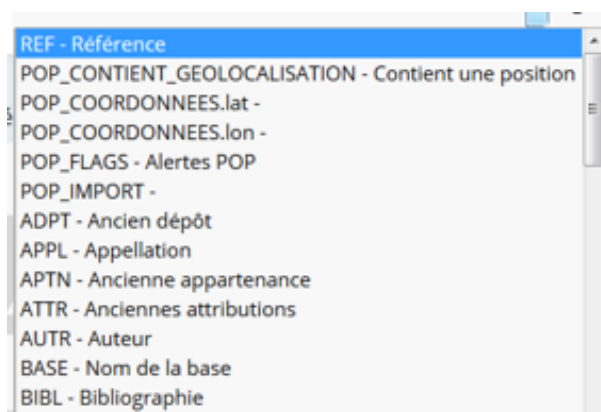 REF - Référence
POP_CONTIENT_GEOLOCALISATION - Contient une position
POP_COORDONNEES.lat -
POP_COORDONNEES.lon -
POP_FLAGS - Alertes POP
POP_IMPORT -
ADPT - Ancien dépôt
APPL - Appellation
APTN - Ancienne appartenance
ATTR - Anciennes attributions
AUTR - Auteur
BASE - Nom de la base
BIBL - Bibliographie